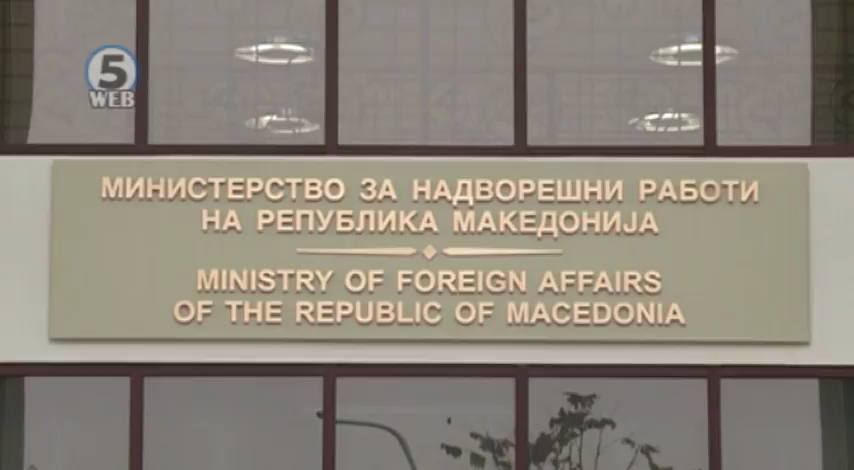 5
WEB
МИНИСТЕРСТВО ЗА НАДВОРЕШНИ РАБОТИ
НА РЕПУБЛИКА МАКЕДОНИЈА
MINISTRY OF FOREIGN AFFAIRS
OF THE REPUBLIC OF MACEDONIA